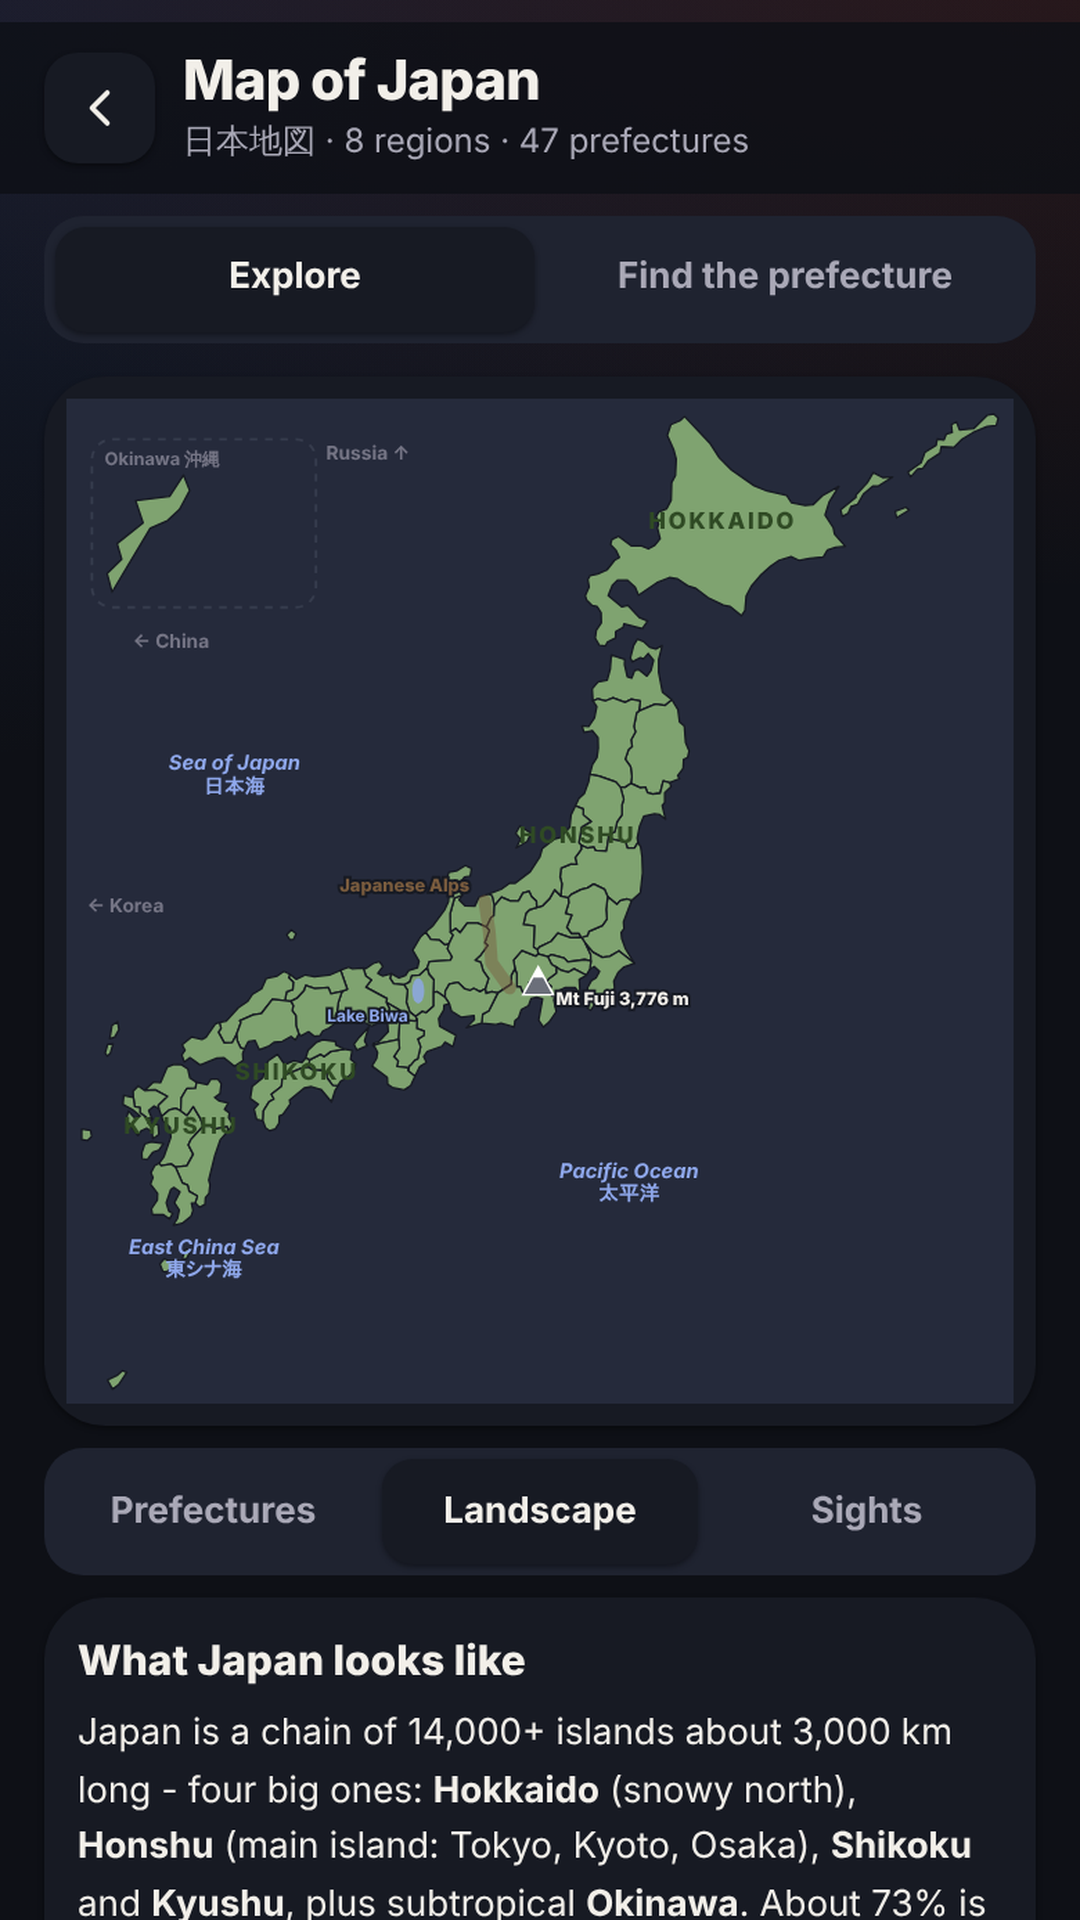 Map of Japan
日本地図 · 8 regions · 47 prefectures
Explore
Find the prefecture
Okinawa 沖縄
Russia ↑
HOKKAIDO
← China
Sea of Japan
日本海
HONSHU
Japanese Alps
← Korea
Mt Fuji 3,776 m
Lake Biwa
SHIKOKU
KYUSHU
Pacific Ocean
太平洋
East China Sea
東シナ海
Prefectures
Landscape
Sights
What Japan looks like
Japan is a chain of 14,000+ islands about 3,000 km
long - four big ones: Hokkaido (snowy north),
Honshu (main island: Tokyo, Kyoto, Osaka), Shikoku
and Kyushu, plus subtropical Okinawa. About 73% is